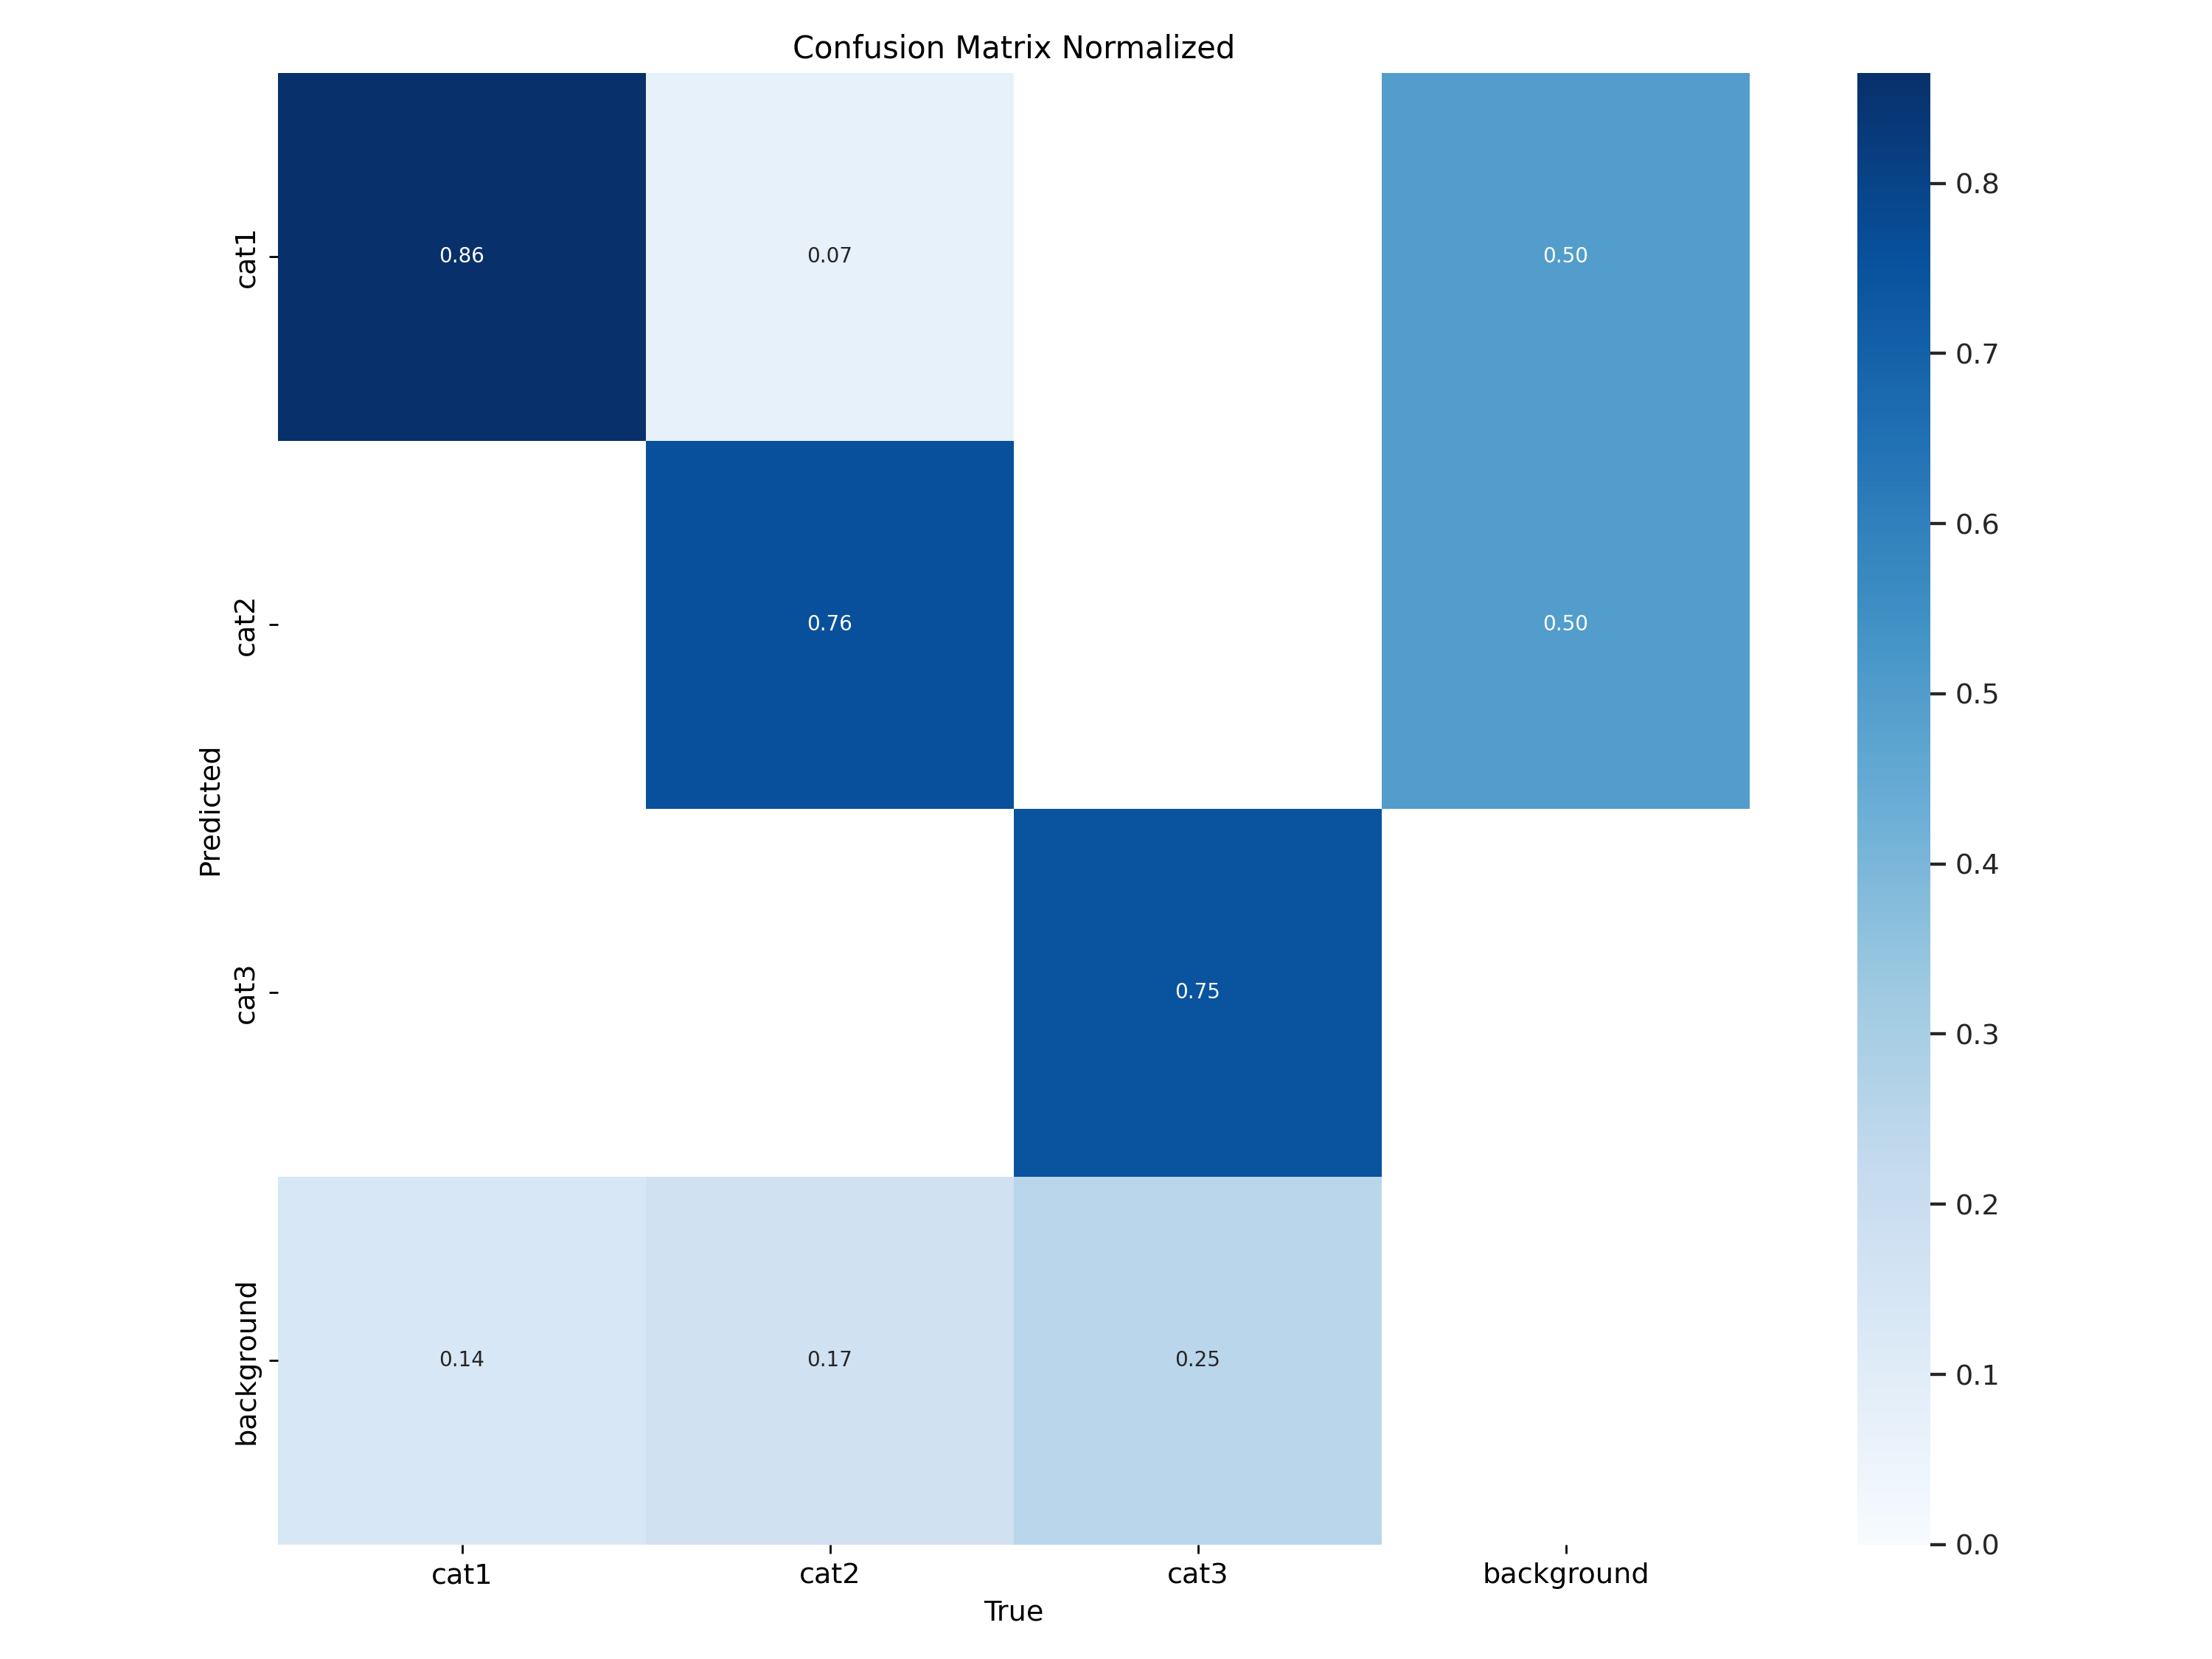 Confusion Matrix Normalized
cat1
0.86
0.07
0.50
cat2
0.76
0.50
cat3
0.75
background
0.14
0.17
0.25
Predicted
cat1
cat2
cat3
background
True
0.8
0.7
0.6
0.5
0.4
0.3
0.2
0.1
0.0